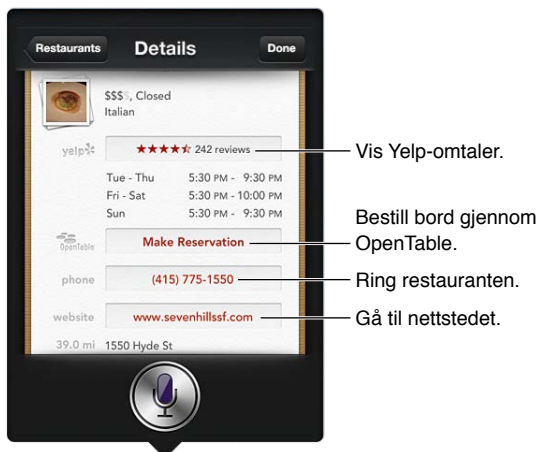 Restaurants Details Done
$$$$, Closed
Italian
yelp ★★★★⯪ 242 reviews
Vis Yelp-omtaler.
Tue - Thu 5:30 PM - 9:30 PM
Fri - Sat 5:30 PM - 10:00 PM
Sun 5:30 PM - 9:30 PM
OpenTable Make Reservation
Bestill bord gjennom
OpenTable.
phone (415) 775-1550
Ring restauranten.
website www.sevenhillssf.com
Gå til nettstedet.
39.0 mi 1550 Hyde St